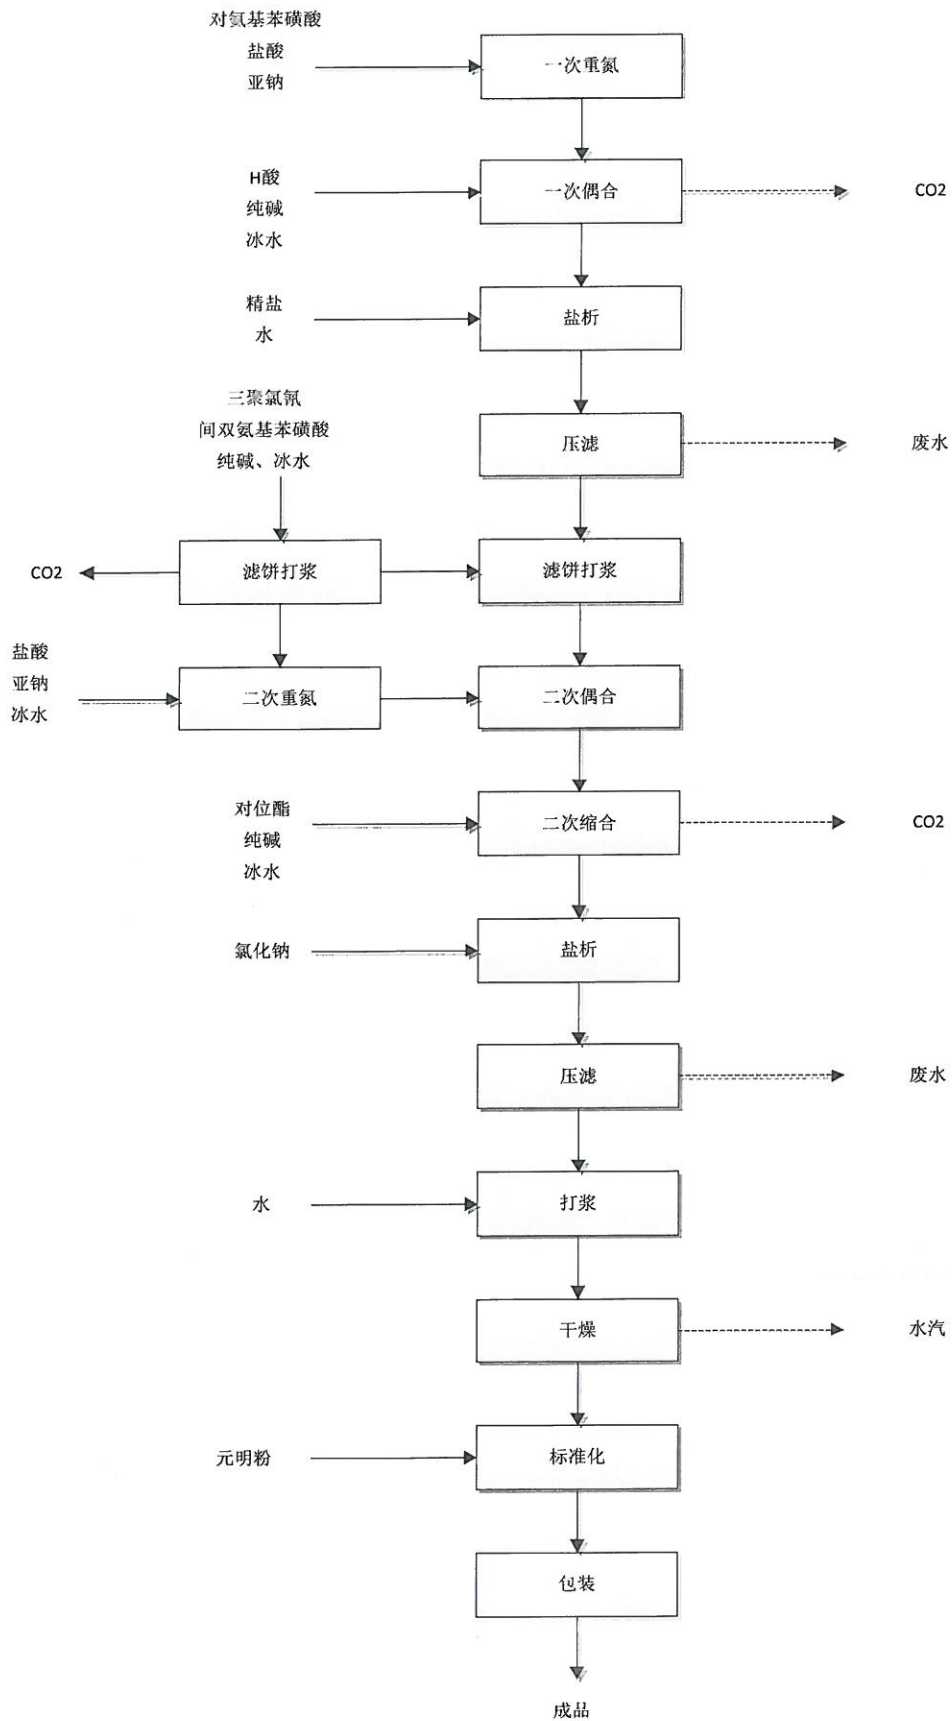 对氨基苯磺酸
盐酸
亚钠
一次重氮
H酸
纯碱
冰水
一次偶合
CO2
精盐
水
盐析
三聚氯氰
间双氨基苯磺酸
纯碱、冰水
压滤
废水
CO2
滤饼打浆
滤饼打浆
盐酸
亚钠
冰水
二次重氮
二次偶合
对位酯
纯碱
冰水
二次缩合
CO2
氯化钠
盐析
压滤
废水
水
打浆
干燥
水汽
元明粉
标准化
包装
成品